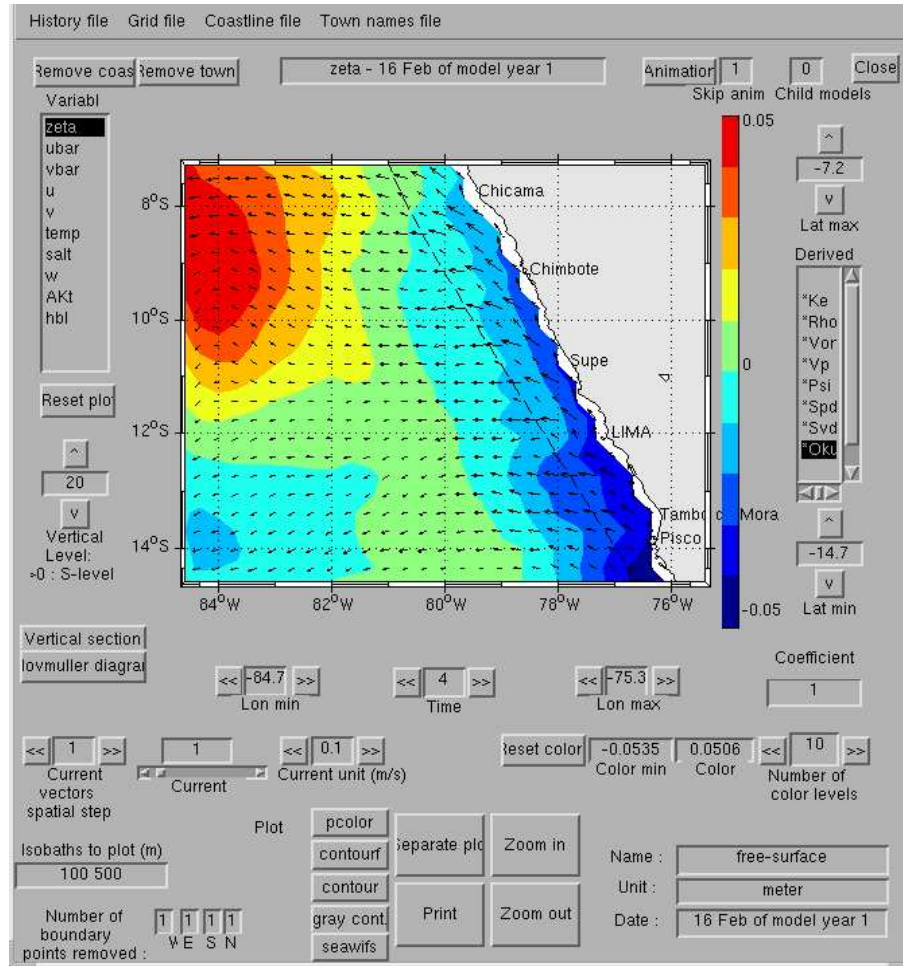 History file Grid file Coastline file Town names file
Remove coas Remove town zeta - 16 Feb of model year 1 Animation 1 0 Close
Skip anim Child models
Variabl
zeta
ubar
vbar
u
v
temp
salt
w
AKt
hbl
Reset plot
^
20
v
Vertical
Level:
>0 : S-level
8°S
10°S
12°S
14°S
84°W 82°W 80°W 78°W 76°W
Chicama
Chimbote
Supe
LIMA
Tambo de Mora
Pisco
0.05
0
-0.05
^
-7.2
v
Lat max
Derived
*Ke
*Rho
*Vor
*Vp
*Psi
*Spd
*Svd
*Oku
^
-14.7
v
Lat min
Vertical section
lovmuller diagrar
<< -84.7 >>
Lon min
<< 4 >>
Time
<< -75.3 >>
Lon max
Coefficient
1
<< 1 >>
Current
vectors
spatial step
1
Current
<< 0.1 >>
Current unit (m/s)
Reset color -0.0535 0.0506 << 10 >>
Color min Color Number of
color levels
Isobaths to plot (m)
100 500
Number of
boundary
points removed :
1 1 1 1
W E S N
Plot
pcolor
contourf
contour
gray cont.
seawifs
Separate plo Zoom in
Print Zoom out
Name : free-surface
Unit : meter
Date : 16 Feb of model year 1